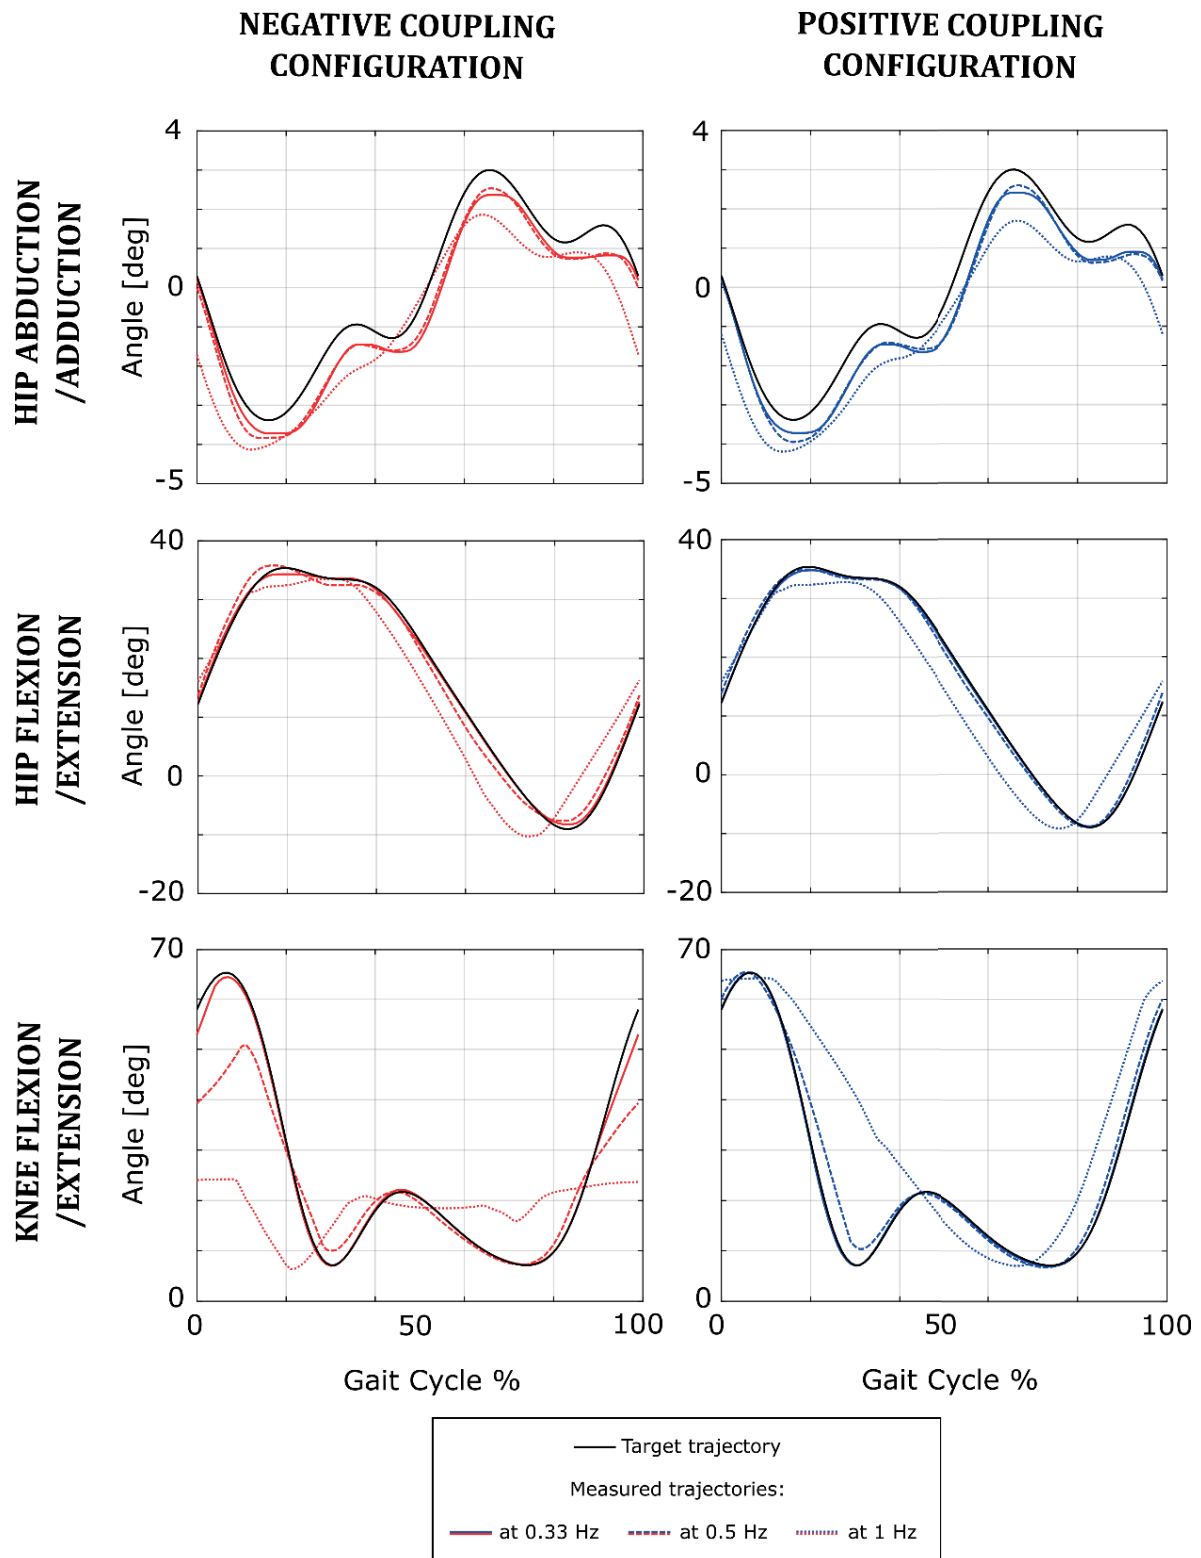 NEGATIVE COUPLING
CONFIGURATION
POSITIVE COUPLING
CONFIGURATION
HIP ABDUCTION
/ADDUCTION
Angle [deg]
4
0
-5
4
0
-5
HIP FLEXION
/EXTENSION
Angle [deg]
40
0
-20
40
0
-20
KNEE FLEXION
/EXTENSION
Angle [deg]
70
0
70
0
0 50 100
0 50 100
Gait Cycle %
Gait Cycle %
Target trajectory
Measured trajectories:
at 0.33 Hz at 0.5 Hz at 1 Hz